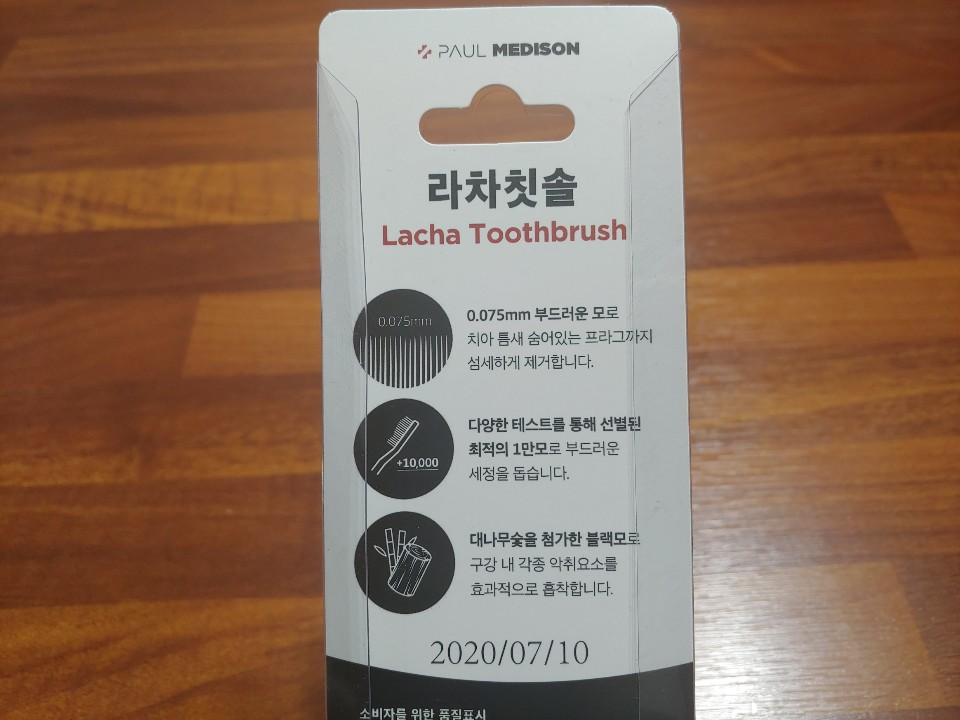 PAUL MEDISON
라차칫솔
Lacha Toothbrush
0.075mm
0.075mm 부드러운 모로
치아 틈새 숨어있는 프라그까지
섬세하게 제거합니다.
+10,000
다양한 테스트를 통해 선별된
최적의 1만모로 부드러운
세정을 돕습니다.
대나무숯을 첨가한 블랙모로
구강 내 각종 악취요소를
효과적으로 흡착합니다.
2020/07/10
소비자를 위한 품질표시